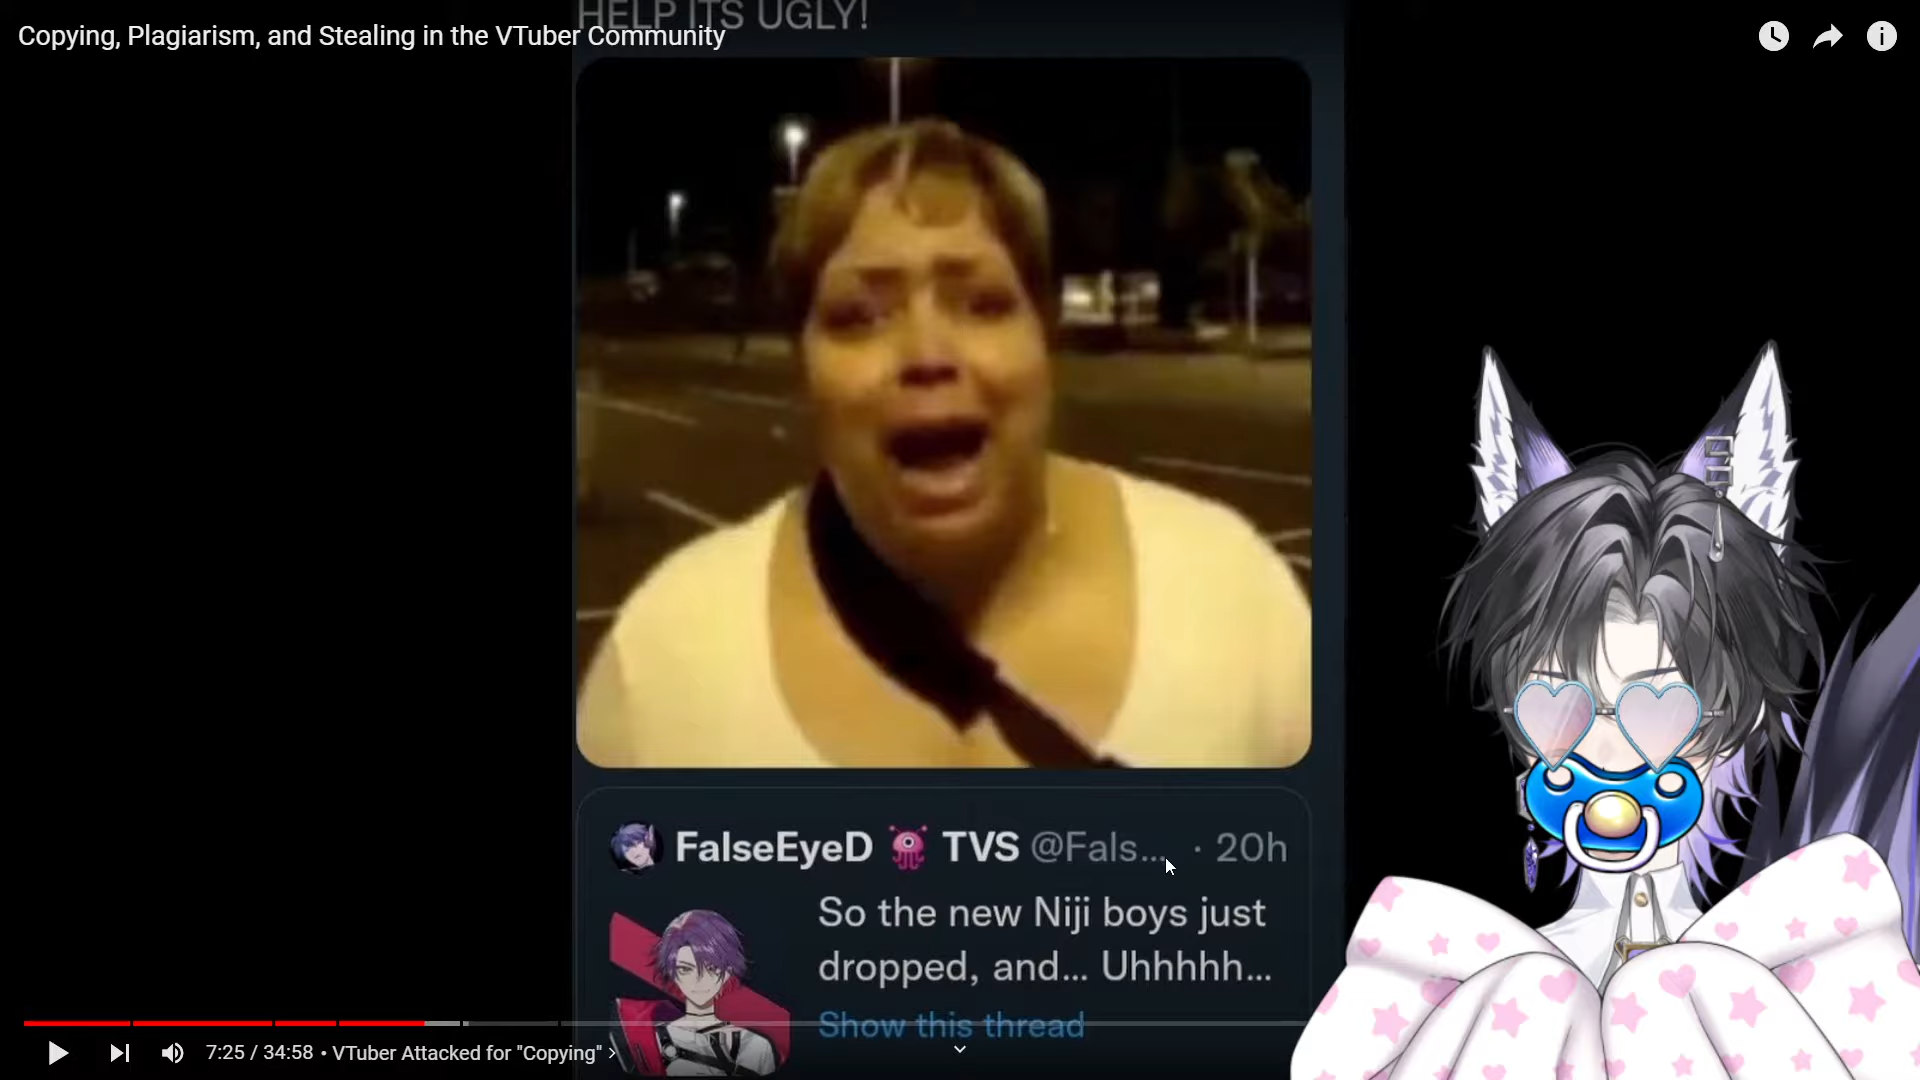 HELP ITS UGLY!
Copying, Plagiarism, and Stealing in the VTuber Community
FalseEyeD 👾 TVS @Fals... · 20h
So the new Niji boys just
dropped, and... Uhhhhh...
Show this thread
7:25 / 34:58 • VTuber Attacked for "Copying" >